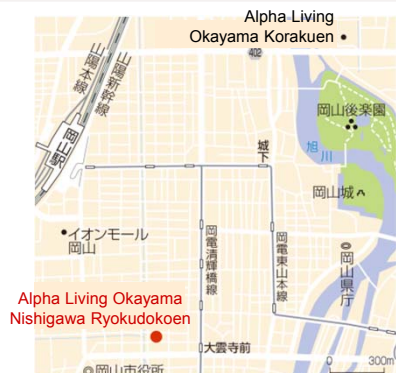 Alpha Living
Okayama Korakuen
402
山陽本線
山陽新幹線
岡山後楽園
旭川
城下
岡山駅
岡山城
イオンモール
岡山
岡電清輝橋線
岡電東山本線
岡山県庁
Alpha Living Okayama
Nishigawa Ryokudokoen
大雲寺前
岡山市役所
0 300m